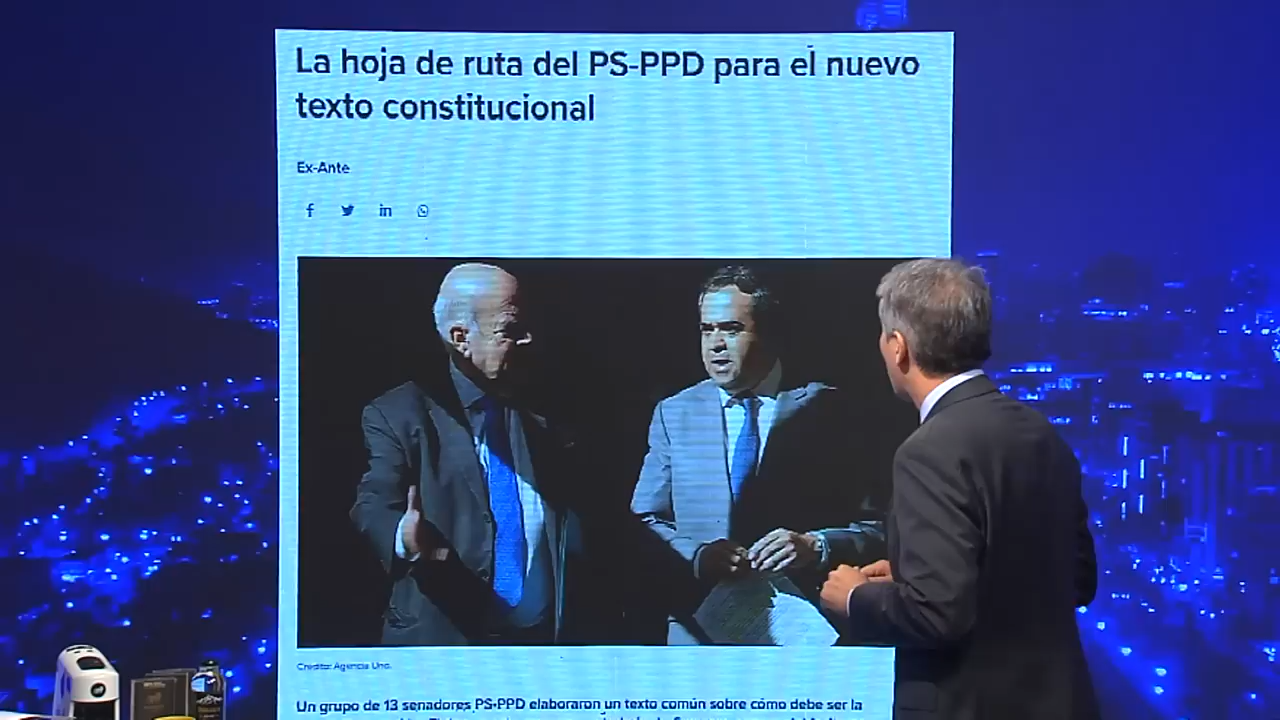 La hoja de ruta del PS-PPD para el nuevo
texto constitucional
Ex-Ante
Crédito: Agencia Uno.
Un grupo de 13 senadores PS-PPD elaboraron un texto común sobre cómo debe ser la